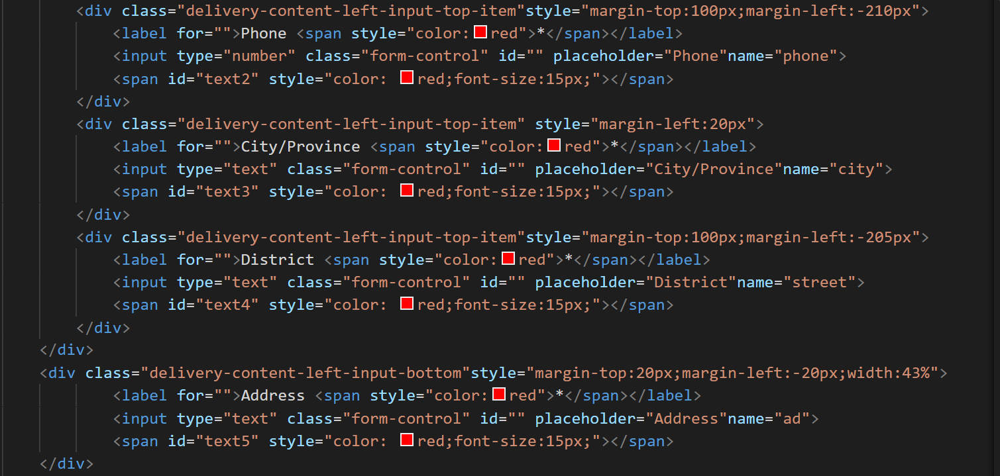 <div class="delivery-content-left-input-top-item"style="margin-top:100px;margin-left:-210px">
<label for="">Phone <span style="color:red">*</span></label>
<input type="number" class="form-control" id="" placeholder="Phone"name="phone">
<span id="text2" style="color: red;font-size:15px;"></span>
</div>
<div class="delivery-content-left-input-top-item" style="margin-left:20px">
<label for="">City/Province <span style="color:red">*</span></label>
<input type="text" class="form-control" id="" placeholder="City/Province"name="city">
<span id="text3" style="color: red;font-size:15px;"></span>
</div>
<div class="delivery-content-left-input-top-item"style="margin-top:100px;margin-left:-205px">
<label for="">District <span style="color:red">*</span></label>
<input type="text" class="form-control" id="" placeholder="District"name="street">
<span id="text4" style="color: red;font-size:15px;"></span>
</div>
</div>
<div class="delivery-content-left-input-bottom"style="margin-top:20px;margin-left:-20px;width:43%">
<label for="">Address <span style="color:red">*</span></label>
<input type="text" class="form-control" id="" placeholder="Address"name="ad">
<span id="text5" style="color: red;font-size:15px;"></span>
</div>